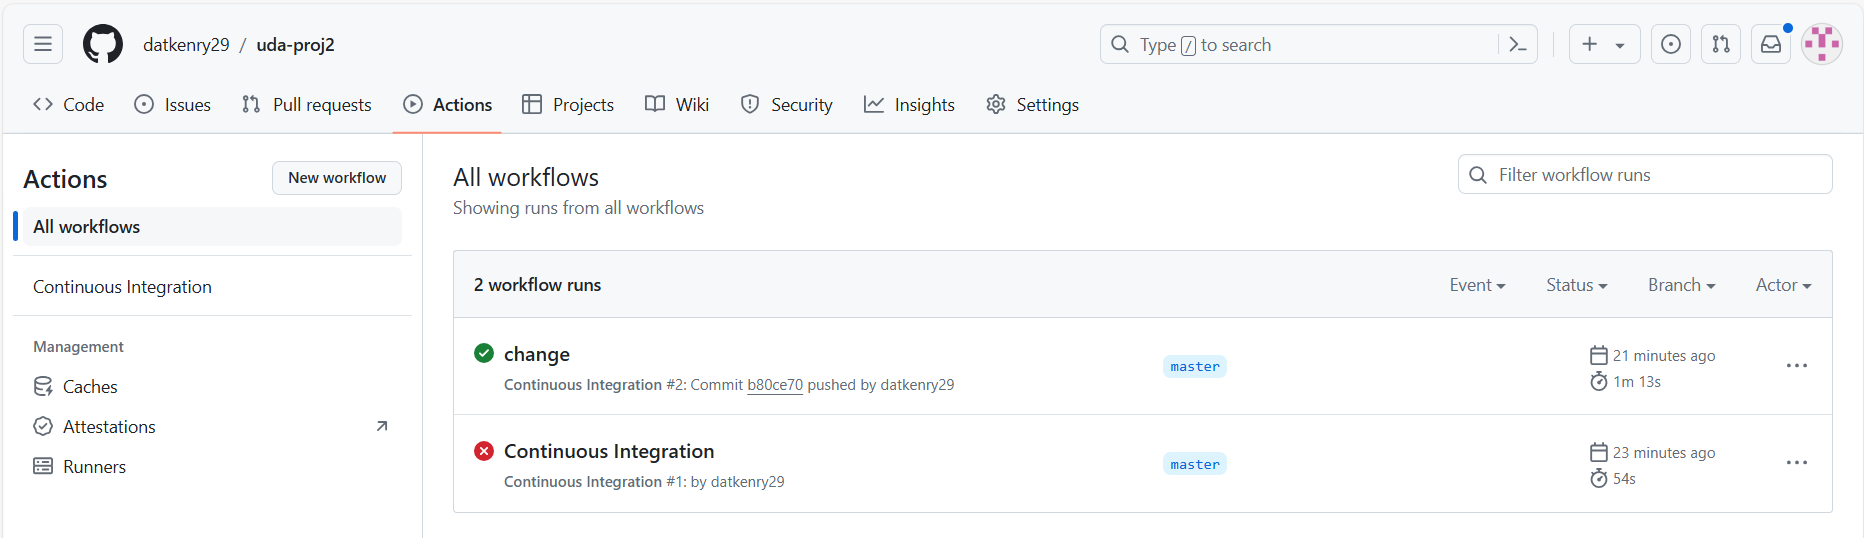 datkenry29 / uda-proj2
Type / to search
Code Issues Pull requests Actions Projects Wiki Security Insights Settings
Actions
New workflow
All workflows
Continuous Integration
Management
Caches
Attestations
Runners
All workflows
Showing runs from all workflows
Filter workflow runs
2 workflow runs
Event Status Branch Actor
change
Continuous Integration #2: Commit b80ce70 pushed by datkenry29
master
21 minutes ago
1m 13s
Continuous Integration
Continuous Integration #1: by datkenry29
master
23 minutes ago
54s